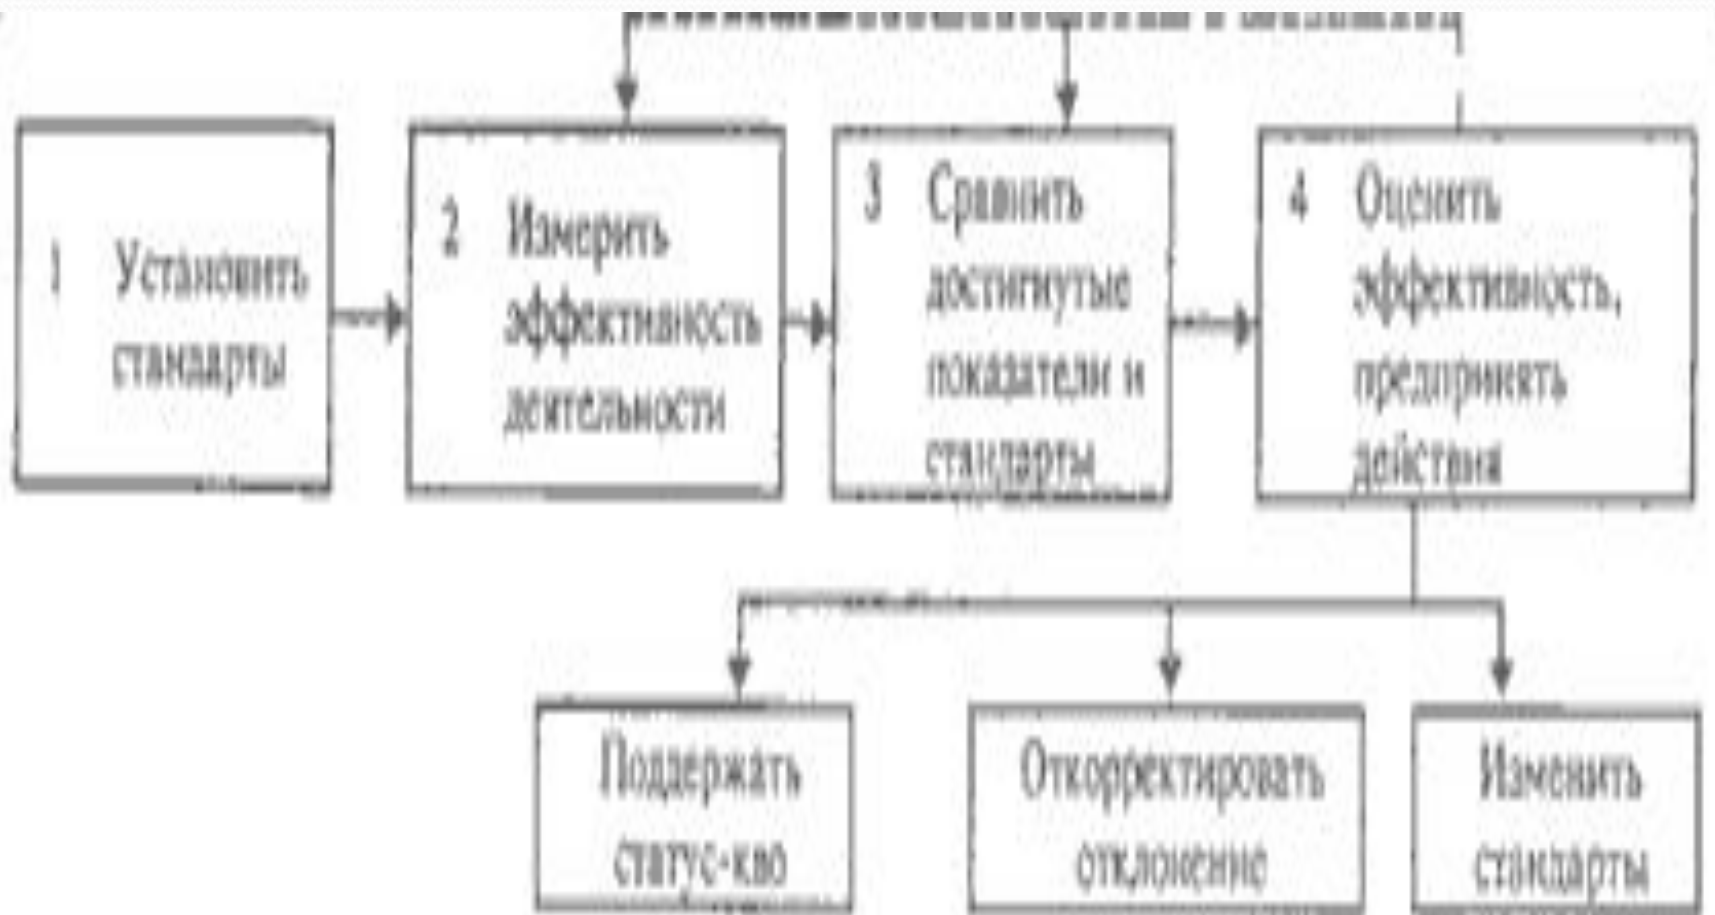 1 Установить
стандарты
2 Измерить
эффективность
деятельности
3 Сравнить
достигнутые
показатели и
стандарты
4 Оценить
эффективность,
предпринять
действия
Поддержать
статус-кво
Откорректировать
отклонение
Изменить
стандарты